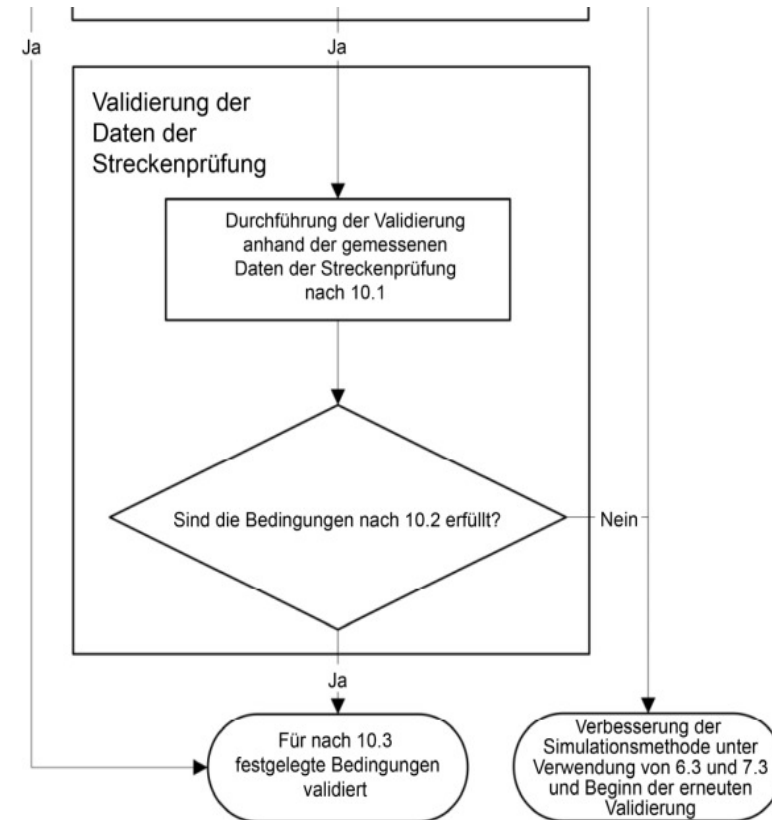 Ja
Ja
Validierung der
Daten der
Streckenprüfung
Durchführung der Validierung
anhand der gemessenen
Daten der Streckenprüfung
nach 10.1
Sind die Bedingungen nach 10.2 erfüllt?
Nein
Ja
Für nach 10.3
festgelegte Bedingungen
validiert
Verbesserung der
Simulationsmethode unter
Verwendung von 6.3 und 7.3
und Beginn der erneuten
Validierung